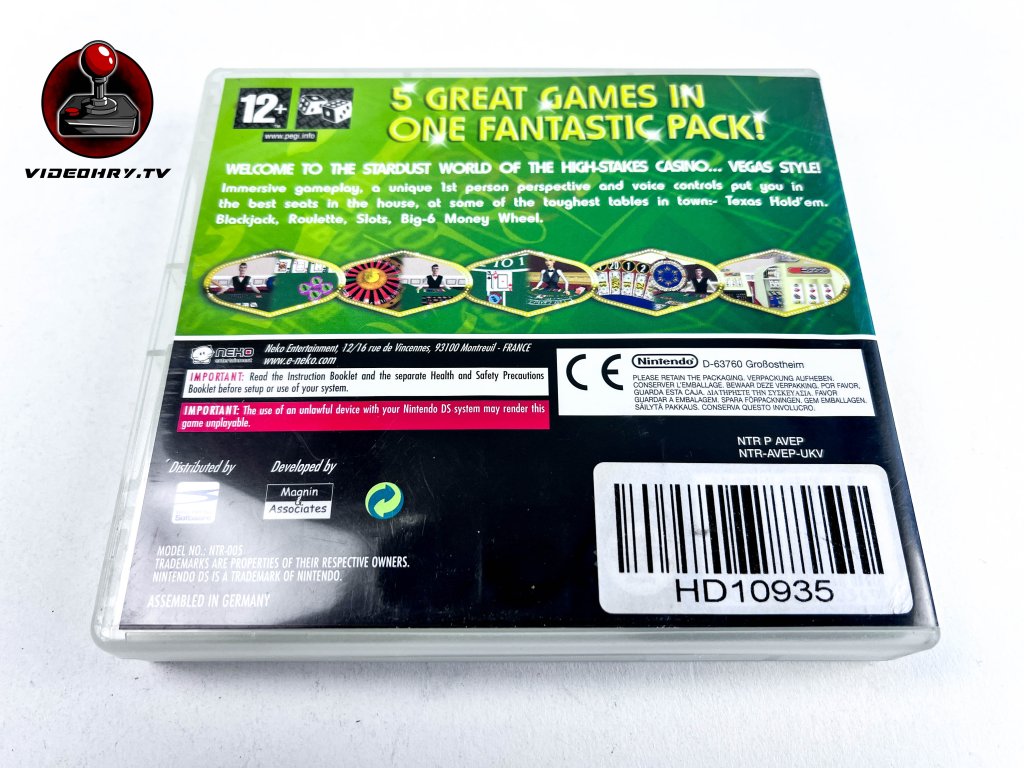 VIDEOHRY.TV
12+
www.pegi.info
5 GREAT GAMES IN
ONE FANTASTIC PACK!
WELCOME TO THE STARDUST WORLD OF THE HIGH-STAKES CASINO... VEGAS STYLE!
Immersive gameplay, a unique 1st person perspective and voice controls put you in
the best seats in the house, at some of the toughest tables in town:- Texas Hold'em.
Blackjack, Roulette, Slots, Big-6 Money Wheel.
NEKO
entertainment
Neko Entertainment, 12/16 rue de Vincennes, 93100 Montreuil - FRANCE
www.e-neko.com
IMPORTANT: Read the Instruction Booklet and the separate Health and Safety Precautions
Booklet before setup or use of your system.
IMPORTANT: The use of an unlawful device with your Nintendo DS system may render this
game unplayable.
CE
Nintendo D-63760 Großostheim
PLEASE RETAIN THE PACKAGING. VERPACKUNG AUFHEBEN.
CONSERVER L'EMBALLAGE. BEWAAR DEZE VERPAKKING. POR FAVOR,
GUARDA ESTA CAJA. ΔΙΑΤΗΡΗΣΤΕ ΤΗΝ ΣΥΣΚΕΥΑΣΙΑ. FAVOR
GUARDAR A EMBALAGEM. SPARA FÖRPACKNINGEN. GEM EMBALLAGEN.
SÄILYTÄ PAKKAUS. CONSERVA QUESTO INVOLUCRO.
NTR P AVEP
NTR-AVEP-UKV
Distributed by
Developed by
Magnin
&
Associates
MODEL NO.: NTR-005
TRADEMARKS ARE PROPERTIES OF THEIR RESPECTIVE OWNERS.
NINTENDO DS IS A TRADEMARK OF NINTENDO.
ASSEMBLED IN GERMANY
HD10935